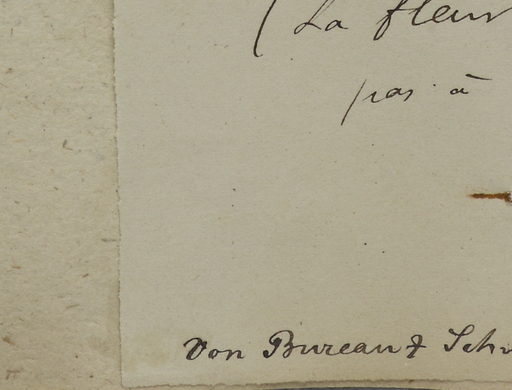 (La fleur
pas à
von Bureau & Sch